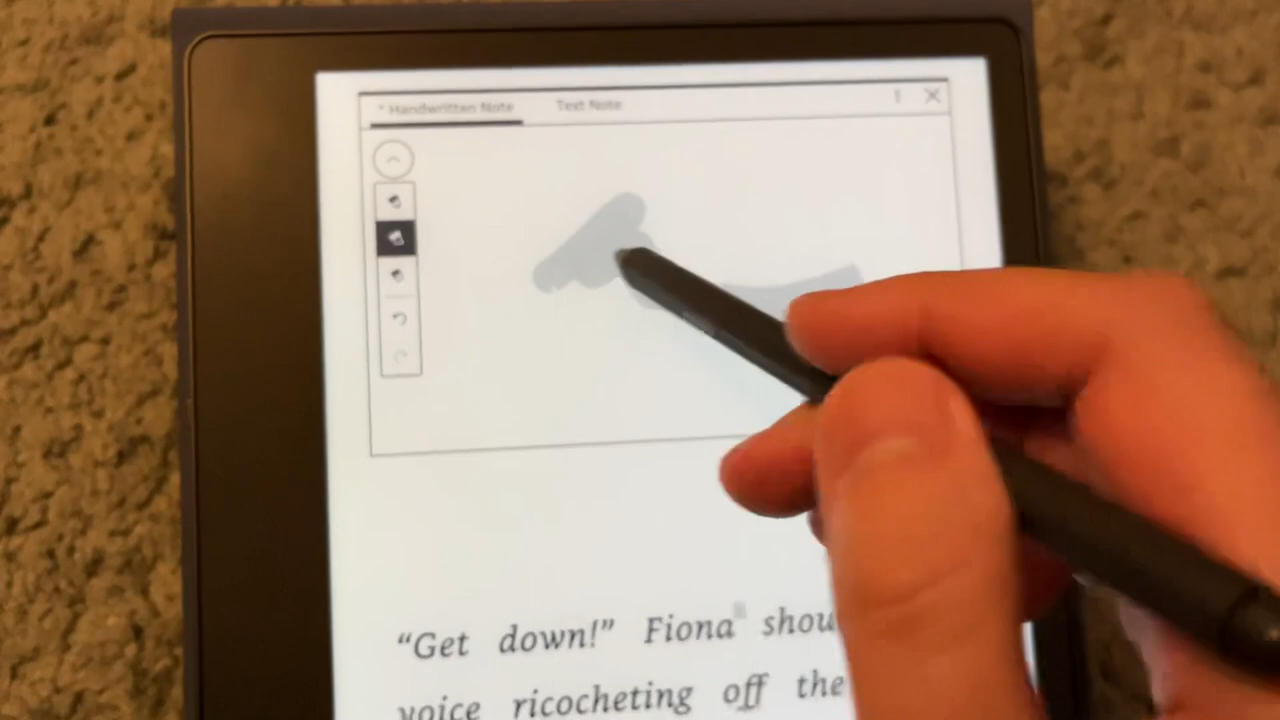 * Handwritten Note Text Note
“Get down!” Fiona shou
voice ricocheting off the